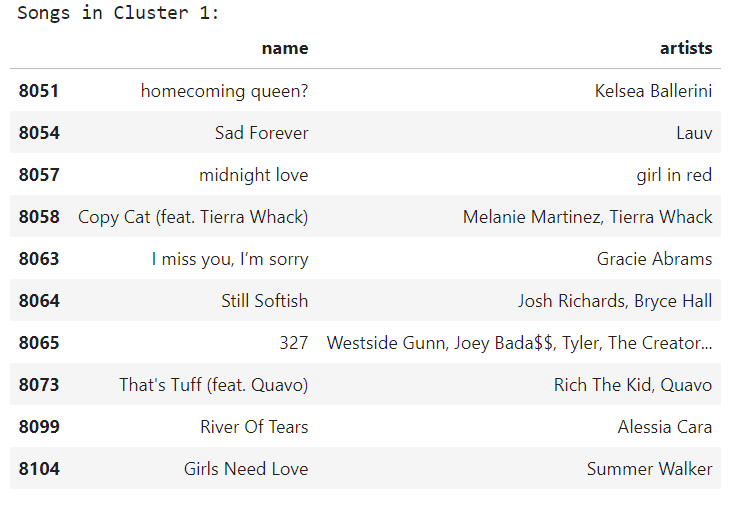 Songs in Cluster 1:
name artists
8051 homecoming queen? Kelsea Ballerini
8054 Sad Forever Lauv
8057 midnight love girl in red
8058 Copy Cat (feat. Tierra Whack) Melanie Martinez, Tierra Whack
8063 I miss you, I’m sorry Gracie Abrams
8064 Still Softish Josh Richards, Bryce Hall
8065 327 Westside Gunn, Joey Bada$$, Tyler, The Creator...
8073 That's Tuff (feat. Quavo) Rich The Kid, Quavo
8099 River Of Tears Alessia Cara
8104 Girls Need Love Summer Walker